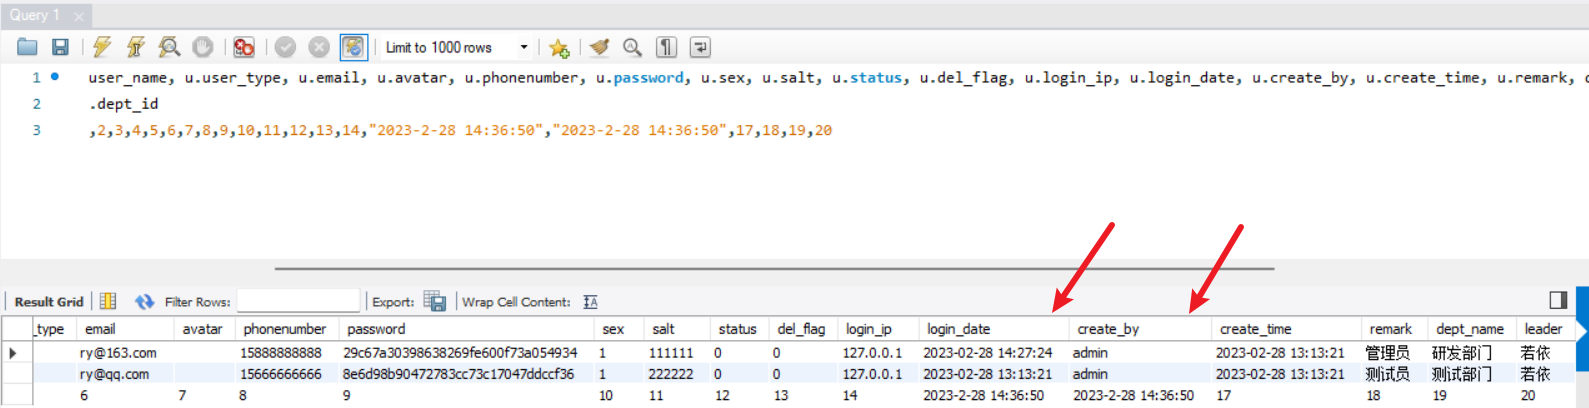 Query 1
Limit to 1000 rows
1 user_name, u.user_type, u.email, u.avatar, u.phonenumber, u.password, u.sex, u.salt, u.status, u.del_flag, u.login_ip, u.login_date, u.create_by, u.create_time, u.remark,
2 .dept_id
3 ,2,3,4,5,6,7,8,9,10,11,12,13,14,"2023-2-28 14:36:50","2023-2-28 14:36:50",17,18,19,20
Result Grid Filter Rows: Export: Wrap Cell Content:
_type email avatar phonenumber password sex salt status del_flag login_ip login_date create_by create_time remark dept_name leader
ry@163.com 15888888888 29c67a30398638269fe600f73a054934 1 111111 0 0 127.0.0.1 2023-02-28 14:27:24 admin 2023-02-28 13:13:21 管理员 研发部门 若依
ry@qq.com 15666666666 8e6d98b90472783cc73c17047ddccf36 1 222222 0 0 127.0.0.1 2023-02-28 13:13:21 admin 2023-02-28 13:13:21 测试员 测试部门 若依
6 7 8 9 10 11 12 13 14 2023-2-28 14:36:50 2023-2-28 14:36:50 17 18 19 20